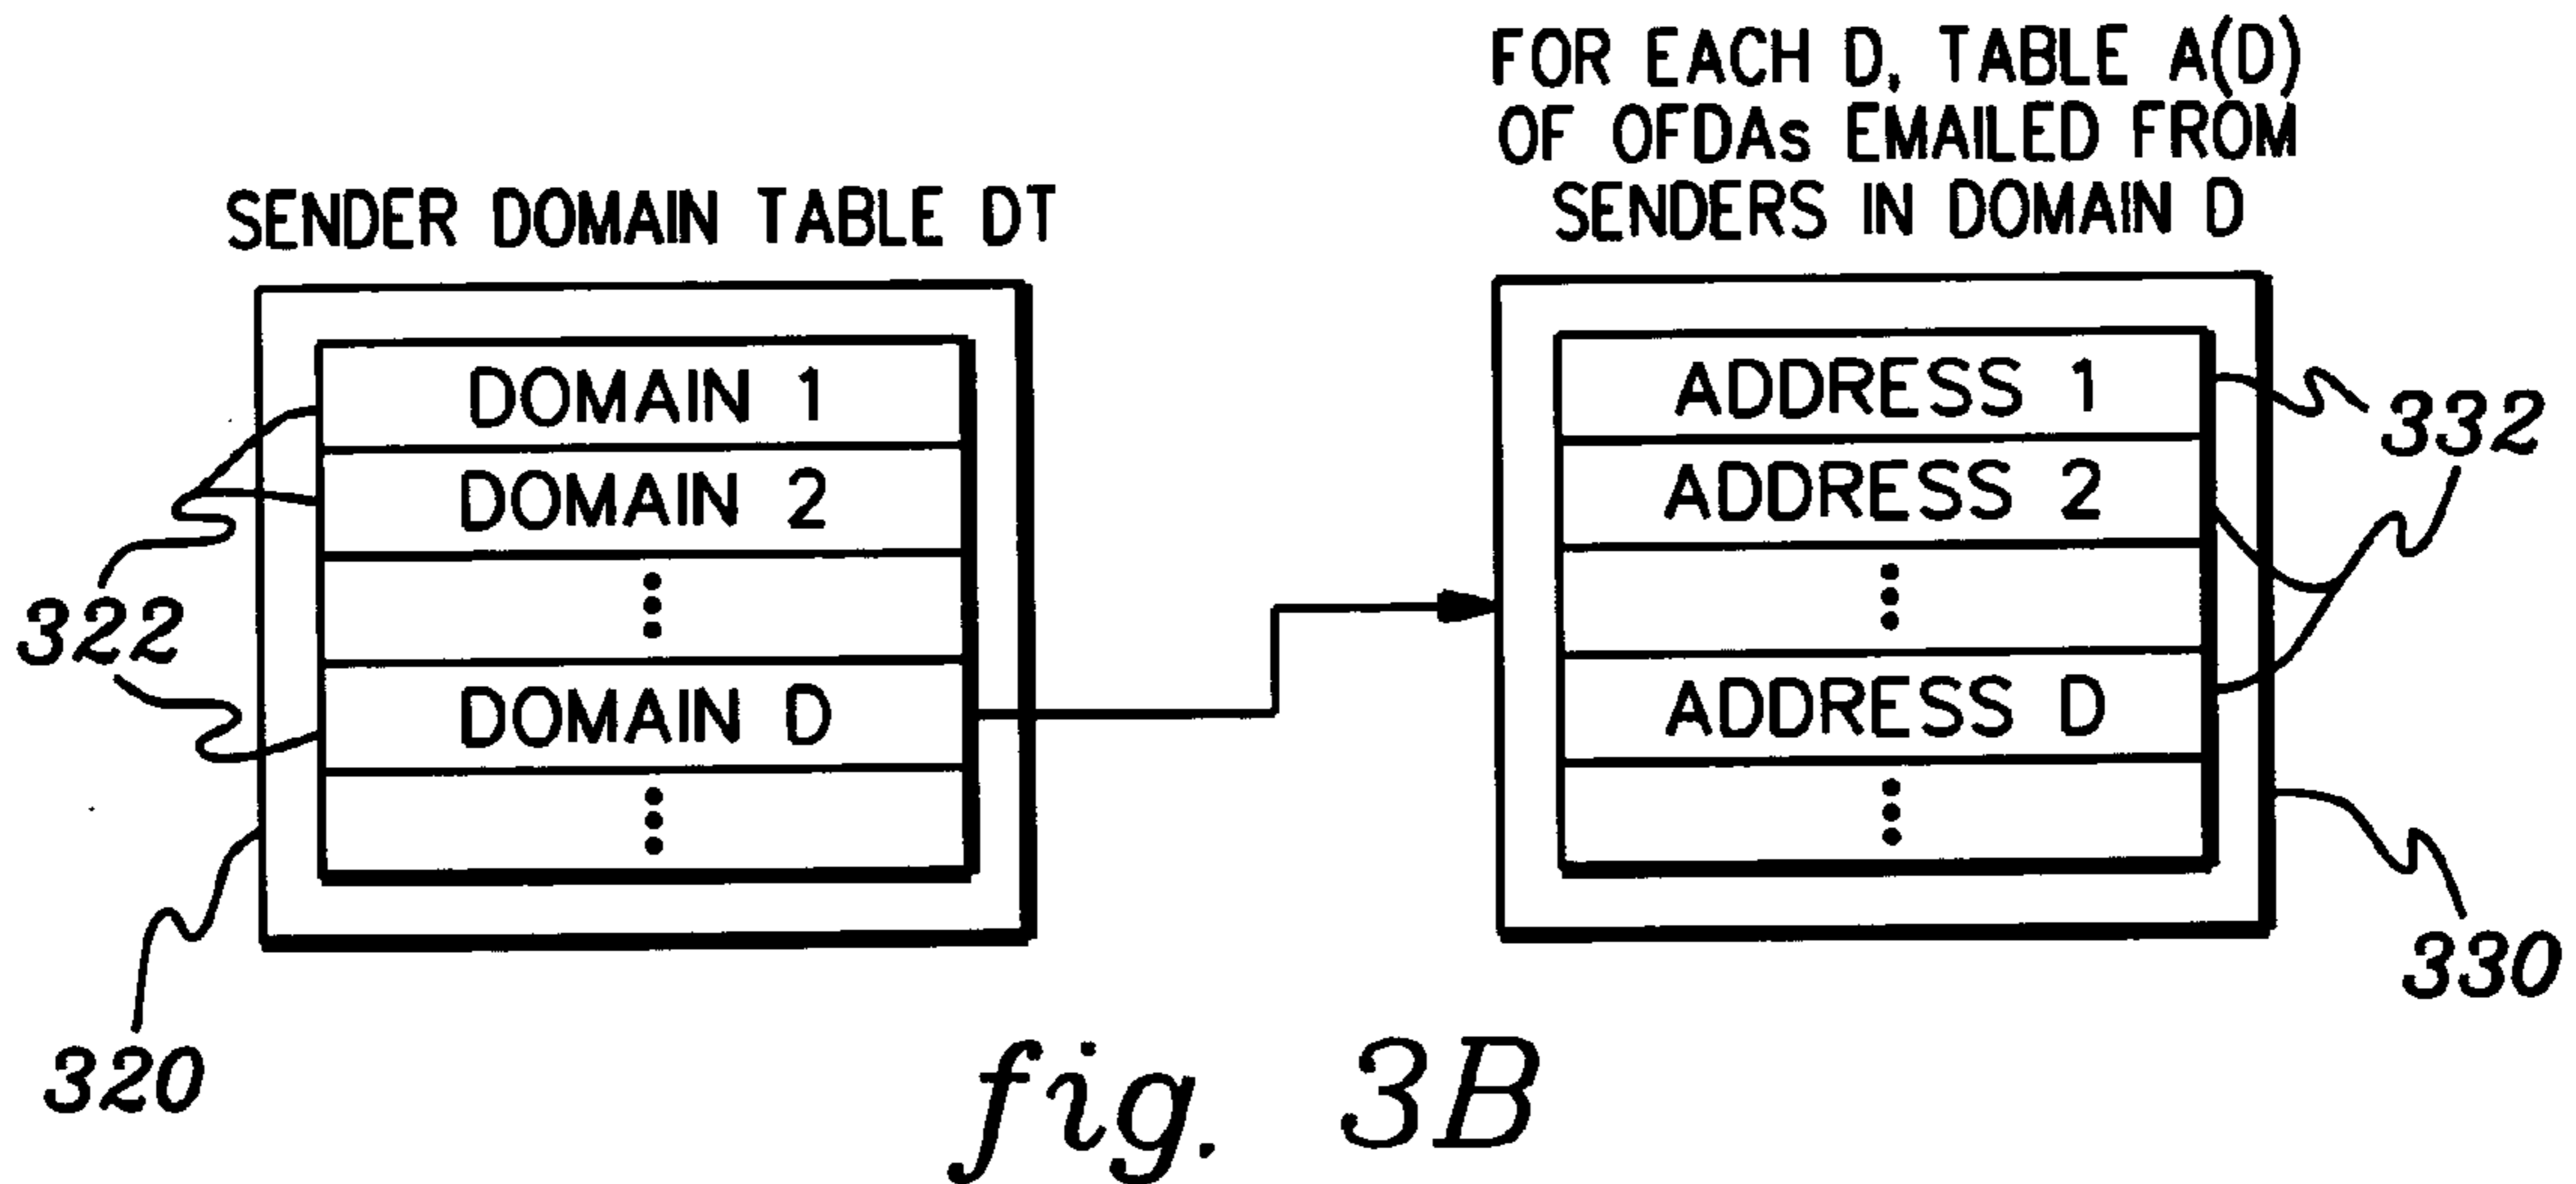 FOR EACH D, TABLE A(D)
OF OFDAs EMAILED FROM
SENDERS IN DOMAIN D
SENDER DOMAIN TABLE DT
DOMAIN 1
DOMAIN 2
DOMAIN D
322
320
ADDRESS 1
ADDRESS 2
ADDRESS D
332
330
fig. 3B